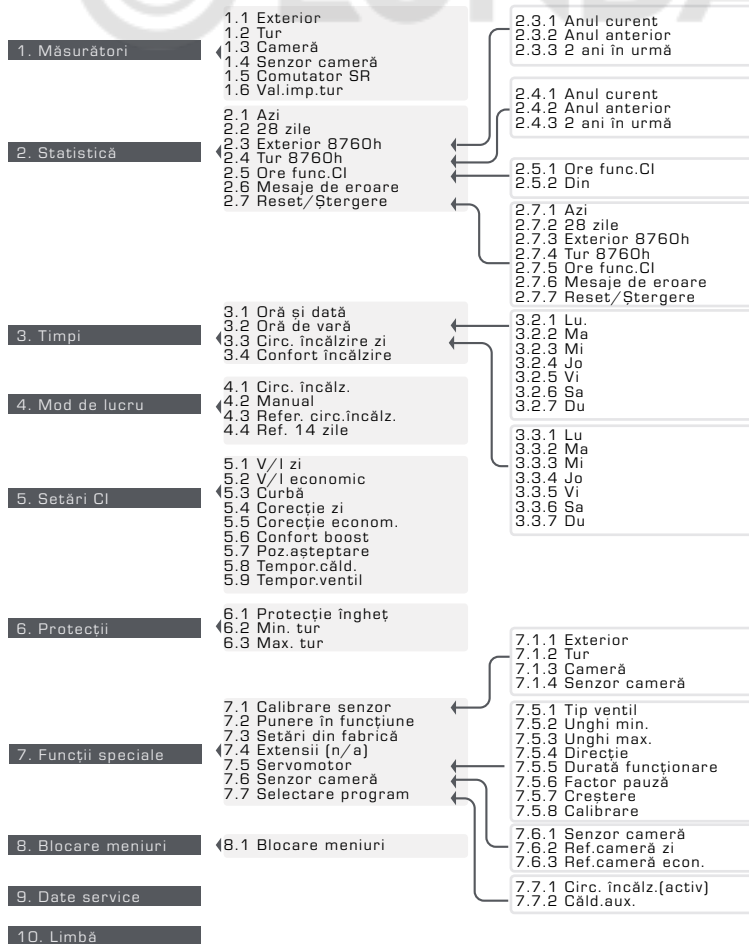 1. Măsurători
1.1 Exterior
1.2 Tur
1.3 Cameră
1.4 Senzor cameră
1.5 Comutator SR
1.6 Val.imp.tur
2. Statistică
2.1 Azi
2.2 28 zile
2.3 Exterior 8760h
2.4 Tur 8760h
2.5 Ore func.CI
2.6 Mesaje de eroare
2.7 Reset/Ștergere
2.3.1 Anul curent
2.3.2 Anul anterior
2.3.3 2 ani în urmă
2.4.1 Anul curent
2.4.2 Anul anterior
2.4.3 2 ani în urmă
2.5.1 Ore func.CI
2.5.2 Din
2.7.1 Azi
2.7.2 28 zile
2.7.3 Exterior 8760h
2.7.4 Tur 8760h
2.7.5 Ore func.CI
2.7.6 Mesaje de eroare
2.7.7 Reset/Ștergere
3. Timpi
3.1 Oră și dată
3.2 Oră de vară
3.3 Circ. încălzire zi
3.4 Confort încălzire
3.2.1 Lu.
3.2.2 Ma
3.2.3 Mi
3.2.4 Jo
3.2.5 Vi
3.2.6 Sa
3.2.7 Du
3.3.1 Lu
3.3.2 Ma
3.3.3 Mi
3.3.4 Jo
3.3.5 Vi
3.3.6 Sa
3.3.7 Du
4. Mod de lucru
4.1 Circ. încălz.
4.2 Manual
4.3 Refer. circ.încălz.
4.4 Ref. 14 zile
5. Setări CI
5.1 V/I zi
5.2 V/I economic
5.3 Curbă
5.4 Corecție zi
5.5 Corecție econom.
5.6 Confort boost
5.7 Poz.așteptare
5.8 Tempor.căld.
5.9 Tempor.ventil
6. Protecții
6.1 Protecție îngheț
6.2 Min. tur
6.3 Max. tur
7. Funcții speciale
7.1 Calibrare senzor
7.2 Punere în funcțiune
7.3 Setări din fabrică
7.4 Extensii (n/a)
7.5 Servomotor
7.6 Senzor cameră
7.7 Selectare program
7.1.1 Exterior
7.1.2 Tur
7.1.3 Cameră
7.1.4 Senzor cameră
7.5.1 Tip ventil
7.5.2 Unghi min.
7.5.3 Unghi max.
7.5.4 Direcție
7.5.5 Durată funcționare
7.5.6 Factor pauză
7.5.7 Creștere
7.5.8 Calibrare
7.6.1 Senzor cameră
7.6.2 Ref.cameră zi
7.6.3 Ref.cameră econ.
7.7.1 Circ. încălz.(activ)
7.7.2 Căld.aux.
8. Blocare meniuri
8.1 Blocare meniuri
9. Date service
10. Limbă